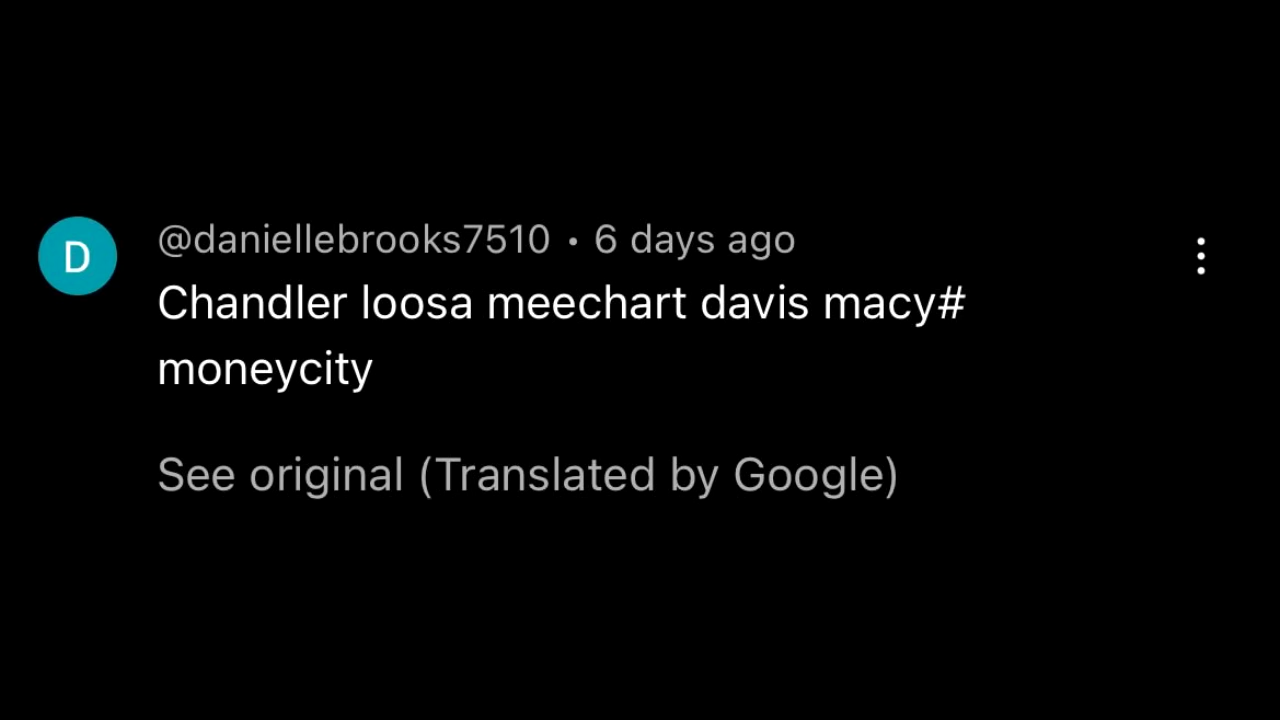 D
@daniellebrooks7510 • 6 days ago
Chandler loosa meechart davis macy#
moneycity
See original (Translated by Google)